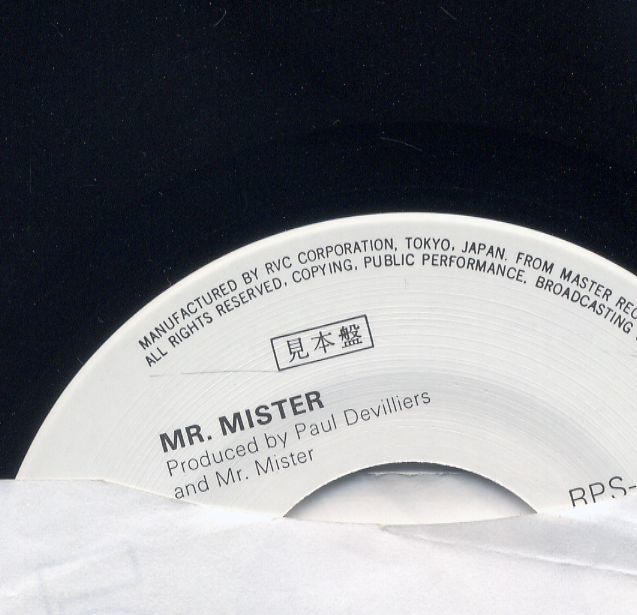 MANUFACTURED BY RVC CORPORATION, TOKYO, JAPAN. FROM MASTER
ALL RIGHTS RESERVED. COPYING, PUBLIC PERFORMANCE, BROADCASTING
見本盤
MR. MISTER
Produced by Paul Devilliers
and Mr. Mister
RPS-